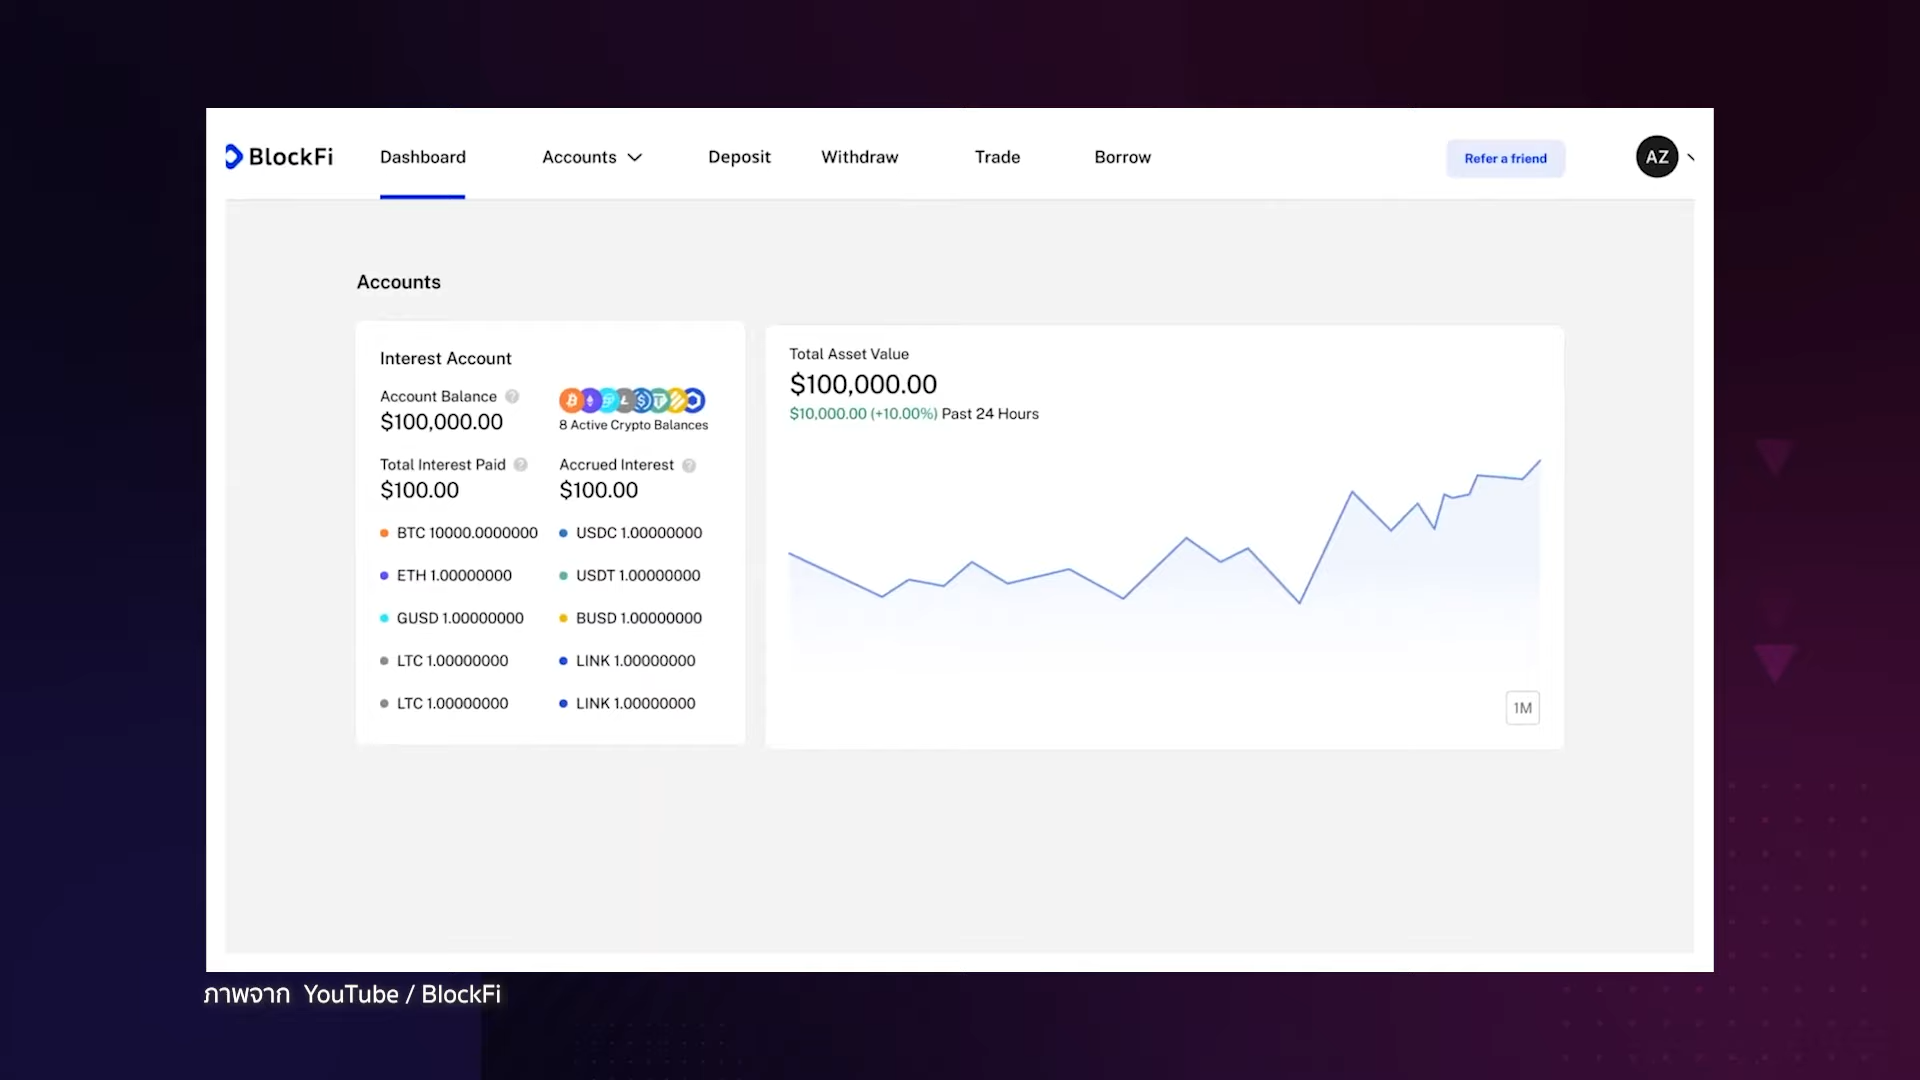 BlockFi
Dashboard
Accounts
Deposit
Withdraw
Trade
Borrow
Refer a friend
AZ
Accounts
Interest Account
Account Balance ?
$100,000.00
8 Active Crypto Balances
Total Interest Paid ?
$100.00
Accrued Interest ?
$100.00
BTC 10000.0000000
USDC 1.00000000
ETH 1.00000000
USDT 1.00000000
GUSD 1.00000000
BUSD 1.00000000
LTC 1.00000000
LINK 1.00000000
LTC 1.00000000
LINK 1.00000000
Total Asset Value
$100,000.00
$10,000.00 (+10.00%) Past 24 Hours
1M
ภาพจาก YouTube / BlockFi